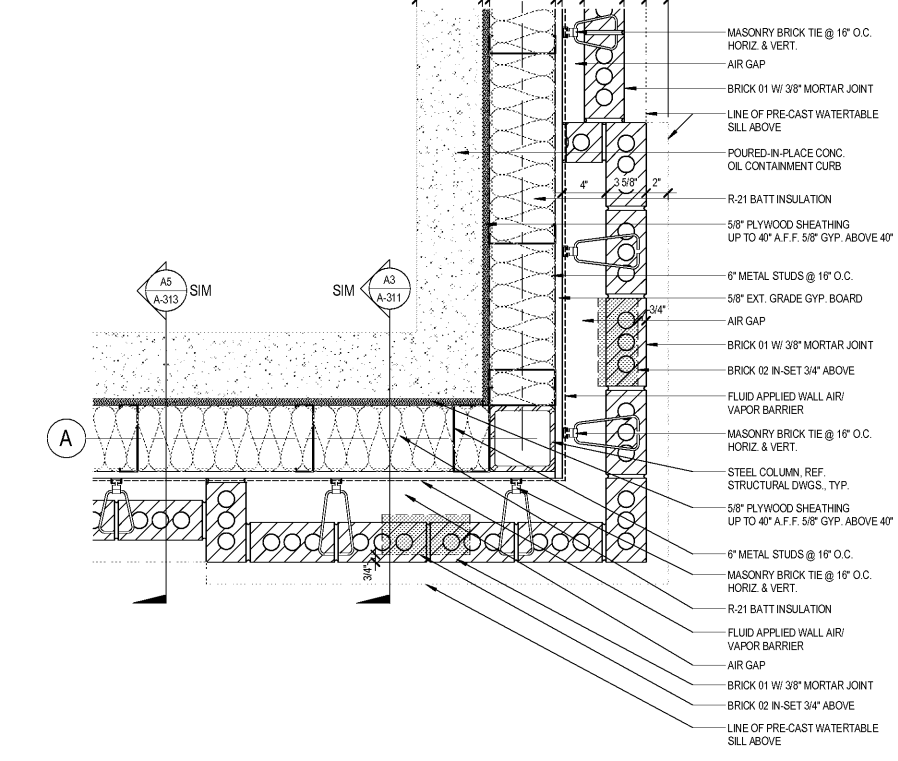 MASONRY BRICK TIE @ 16" O.C.
HORIZ. & VERT.
AIR GAP
BRICK 01 W/ 3/8" MORTAR JOINT
LINE OF PRE-CAST WATERTABLE
SILL ABOVE
POURED-IN-PLACE CONC.
OIL CONTAINMENT CURB
4"
3 5/8"
2"
R-21 BATT INSULATION
5/8" PLYWOOD SHEATHING
UP TO 40" A.F.F. 5/8" GYP. ABOVE 40"
6" METAL STUDS @ 16" O.C.
A5
A-313
SIM
SIM
A3
A-311
5/8" EXT. GRADE GYP. BOARD
3/4"
AIR GAP
BRICK 01 W/ 3/8" MORTAR JOINT
BRICK 02 IN-SET 3/4" ABOVE
FLUID APPLIED WALL AIR/
VAPOR BARRIER
A
MASONRY BRICK TIE @ 16" O.C.
HORIZ. & VERT.
STEEL COLUMN, REF.
STRUCTURAL DWGS., TYP.
5/8" PLYWOOD SHEATHING
UP TO 40" A.F.F. 5/8" GYP. ABOVE 40"
6" METAL STUDS @ 16" O.C.
3/4"
MASONRY BRICK TIE @ 16" O.C.
HORIZ. & VERT.
R-21 BATT INSULATION
FLUID APPLIED WALL AIR/
VAPOR BARRIER
AIR GAP
BRICK 01 W/ 3/8" MORTAR JOINT
BRICK 02 IN-SET 3/4" ABOVE
LINE OF PRE-CAST WATERTABLE
SILL ABOVE